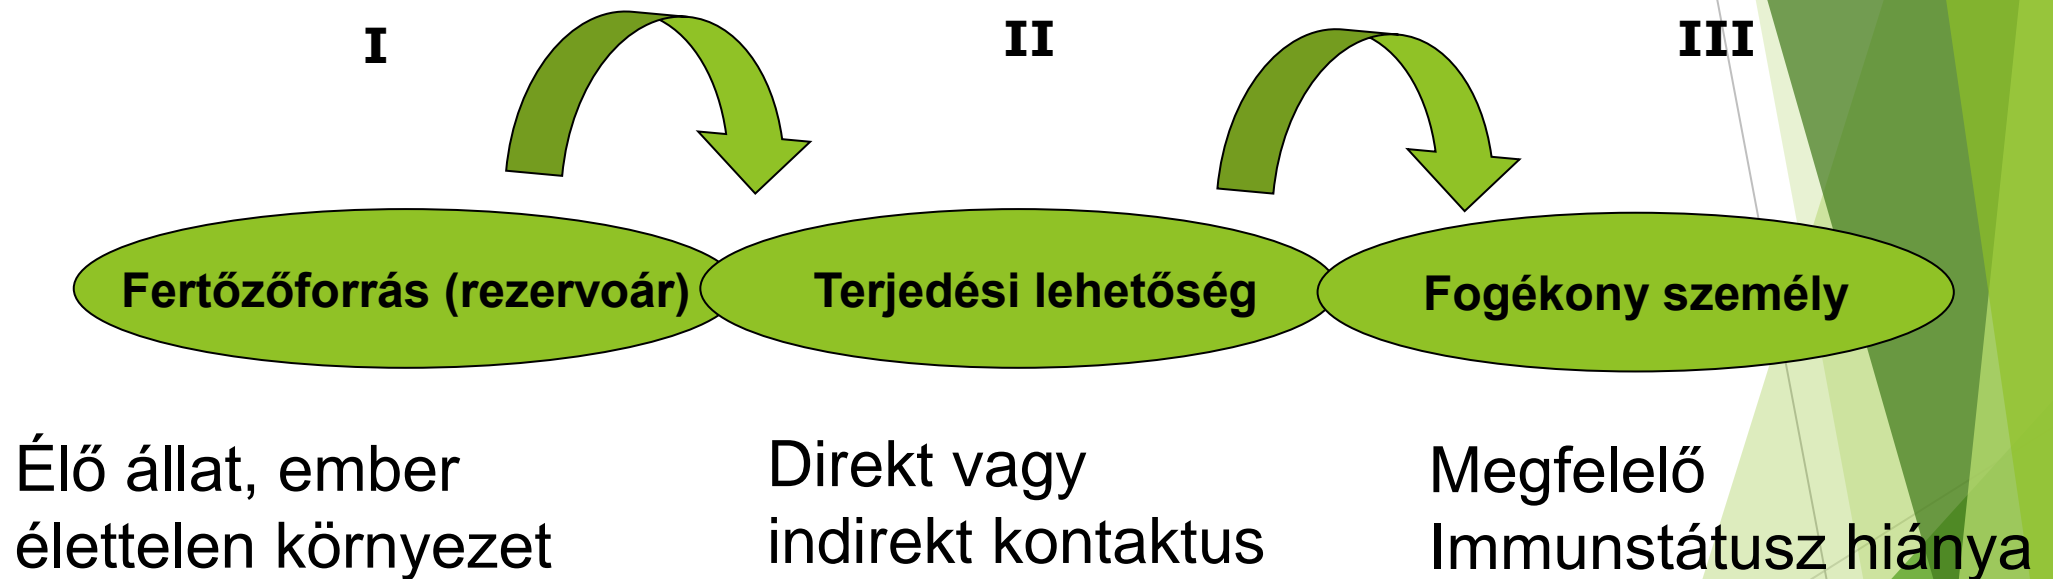 I
II
III
Fertőzőforrás (rezervoár)
Terjedési lehetőség
Fogékony személy
Élő állat, ember
élettelen környezet
Direkt vagy
indirekt kontaktus
Megfelelő
Immunstátusz hiánya